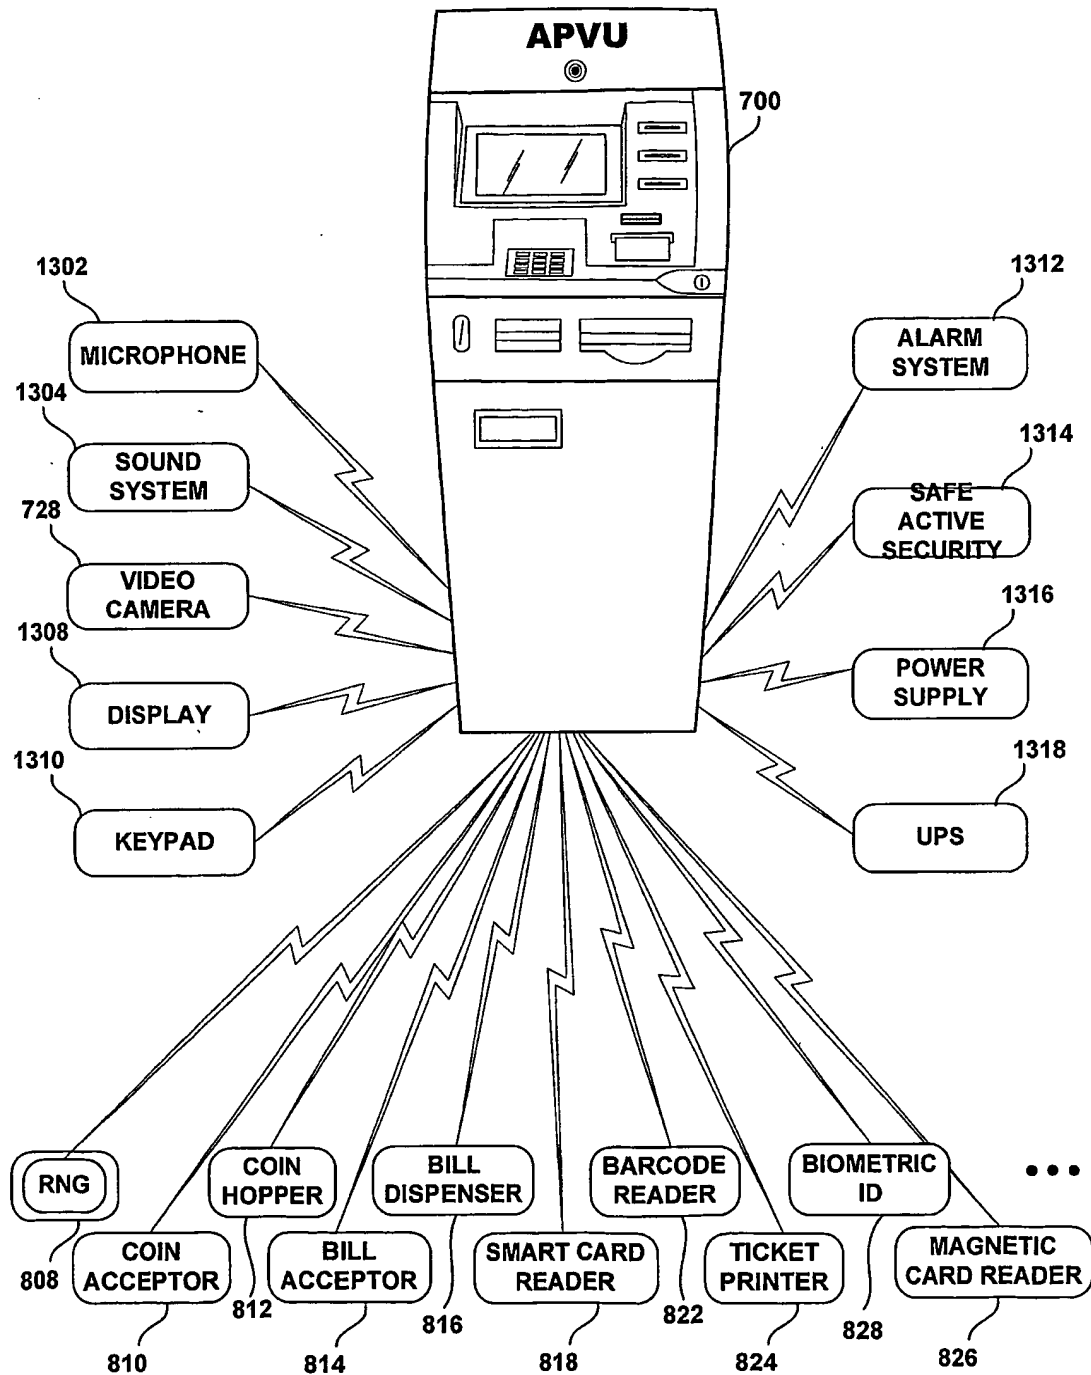 APVU
700
1302
MICROPHONE
1304
SOUND
SYSTEM
728
VIDEO
CAMERA
1308
DISPLAY
1310
KEYPAD
1312
ALARM
SYSTEM
1314
SAFE
ACTIVE
SECURITY
1316
POWER
SUPPLY
1318
UPS
RNG
808
COIN
ACCEPTOR
810
COIN
HOPPER
812
BILL
ACCEPTOR
814
BILL
DISPENSER
816
SMART CARD
READER
818
BARCODE
READER
822
TICKET
PRINTER
824
BIOMETRIC
ID
828
MAGNETIC
CARD READER
826